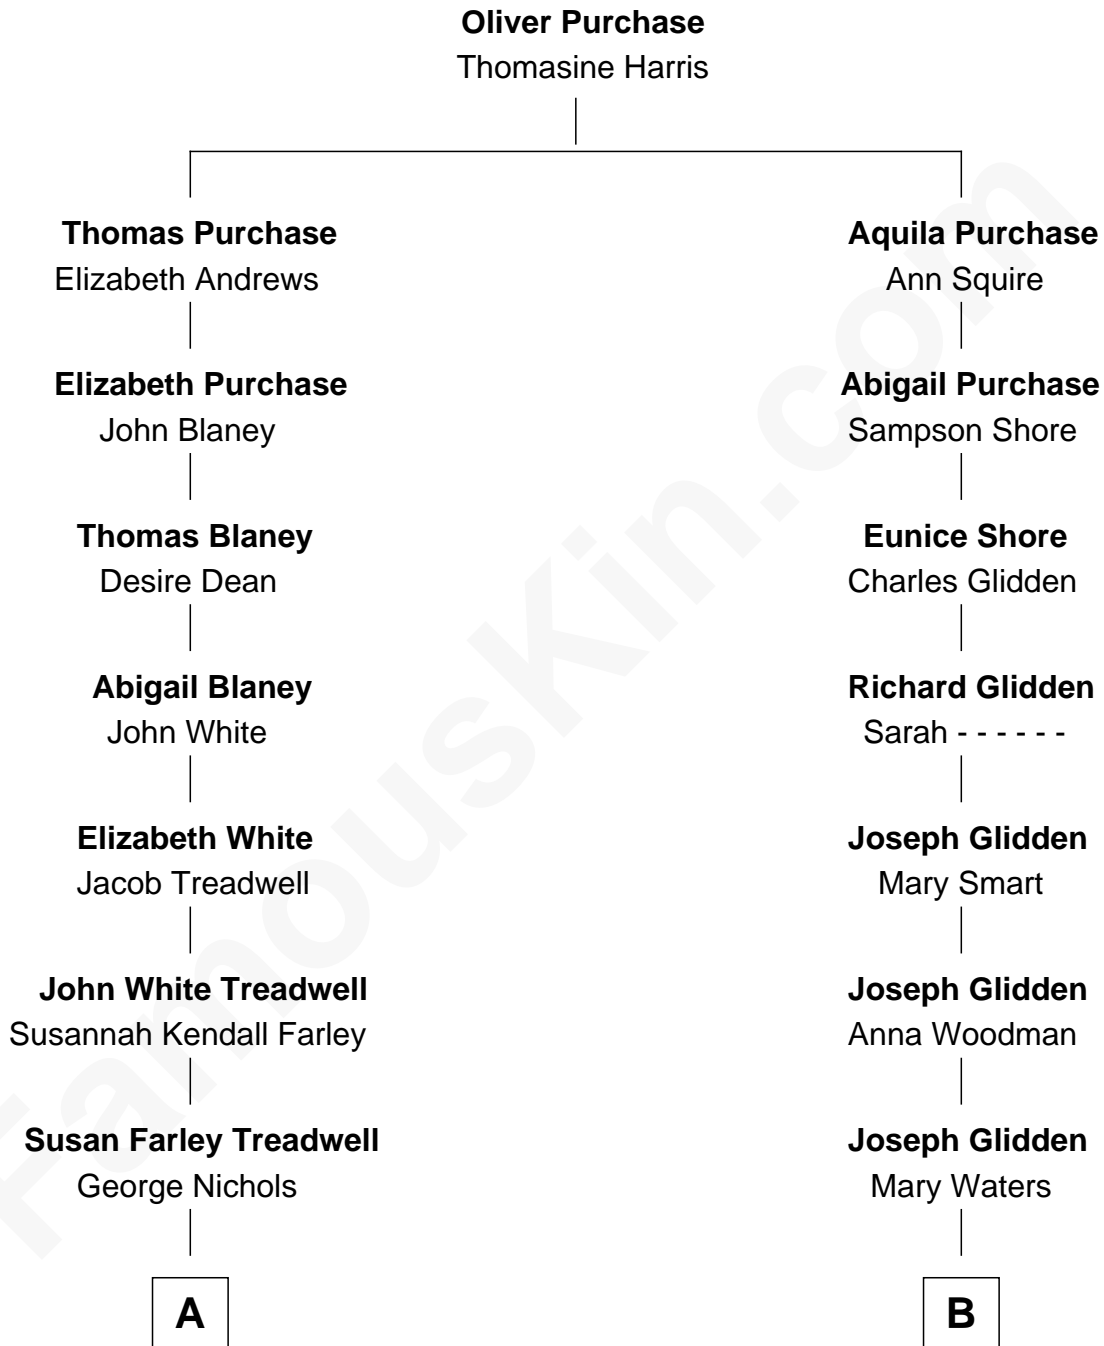 Oliver Purchase
Thomasine Harris
Thomas Purchase
Elizabeth Andrews
Aquila Purchase
Ann Squire
Elizabeth Purchase
John Blaney
Abigail Purchase
Sampson Shore
Thomas Blaney
Desire Dean
Eunice Shore
Charles Glidden
Abigail Blaney
John White
Richard Glidden
Sarah - - - - - -
Elizabeth White
Jacob Treadwell
Joseph Glidden
Mary Smart
John White Treadwell
Susannah Kendall Farley
Joseph Glidden
Anna Woodman
Susan Farley Treadwell
George Nichols
Joseph Glidden
Mary Waters
A
B
FamousKin.com